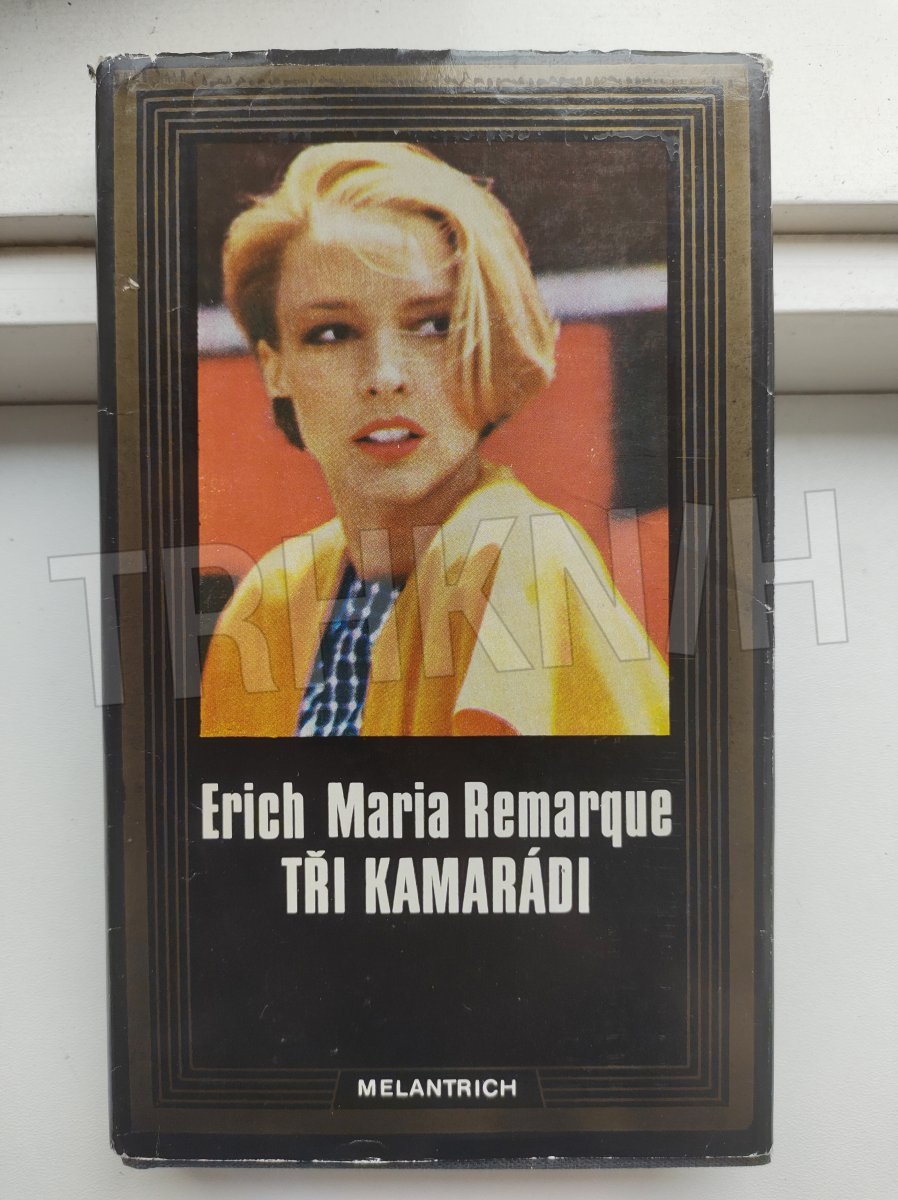 TRHKNIH
Erich Maria Remarque
TŘI KAMARÁDI
MELANTRICH